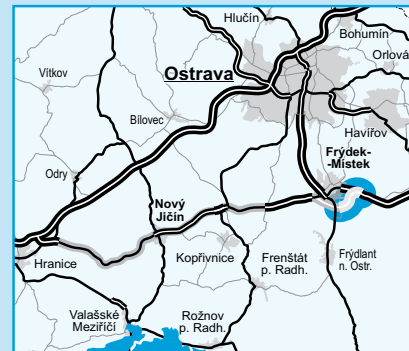 Hlučín
Bohumín
Orlová
Ostrava
Vítkov
Bílovec
Havířov
Frýdek-
-Místek
Odry
Nový
Jičín
Kopřivnice
Hranice
Frenštát
p. Radh.
Frýdlant
n. Ostr.
Valašské
Meziříčí
Rožnov
p. Radh.